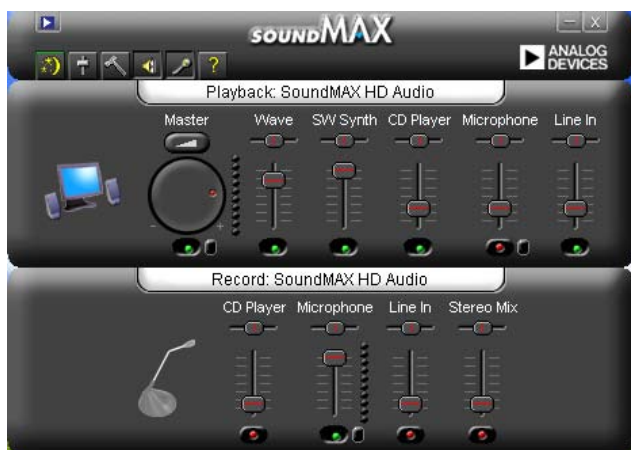 SOUNDMAX
ANALOG
DEVICES
?
Playback: SoundMAX HD Audio
Master Wave SW Synth CD Player Microphone Line In
- +
Record: SoundMAX HD Audio
CD Player Microphone Line In Stereo Mix